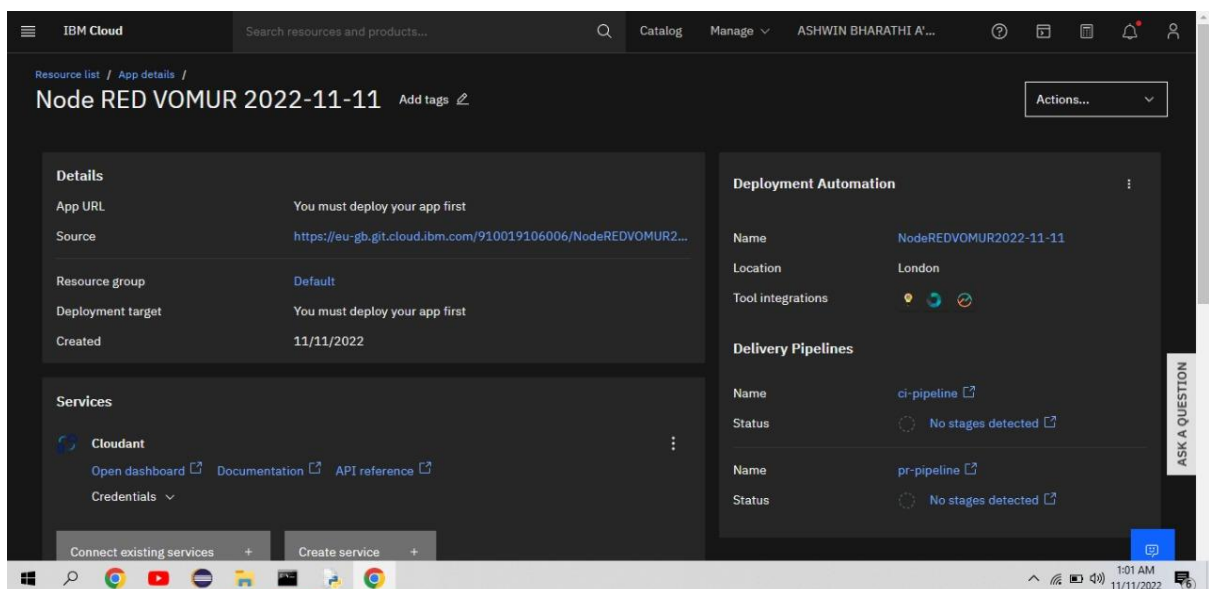 IBM Cloud
Search resources and products...
Catalog
Manage
ASHWIN BHARATHI A'...
Resource list / App details /
Node RED VOMUR 2022-11-11
Add tags
Actions...
Details
App URL
You must deploy your app first
Source
https://eu-gb.git.cloud.ibm.com/910019106006/NodeREDVOMUR2...
Resource group
Default
Deployment target
You must deploy your app first
Created
11/11/2022
Services
Cloudant
Open dashboard
Documentation
API reference
Credentials
Connect existing services +
Create service +
Deployment Automation
Name
NodeREDVOMUR2022-11-11
Location
London
Tool integrations
Delivery Pipelines
Name
ci-pipeline
Status
No stages detected
Name
pr-pipeline
Status
No stages detected
ASK A QUESTION
1:01 AM
11/11/2022
6